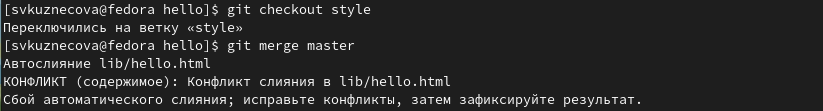 [svkuznecova@fedora hello]$ git checkout style
Переключились на ветку «style»
[svkuznecova@fedora hello]$ git merge master
Автослияние lib/hello.html
КОНФЛИКТ (содержимое): Конфликт слияния в lib/hello.html
Сбой автоматического слияния; исправьте конфликты, затем зафиксируйте результат.